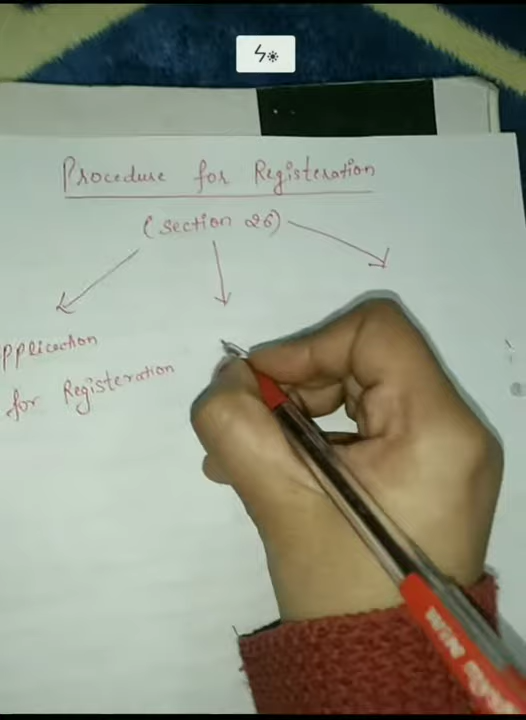 Procedure for Registeration
(section 26)
pplication
for Registeration